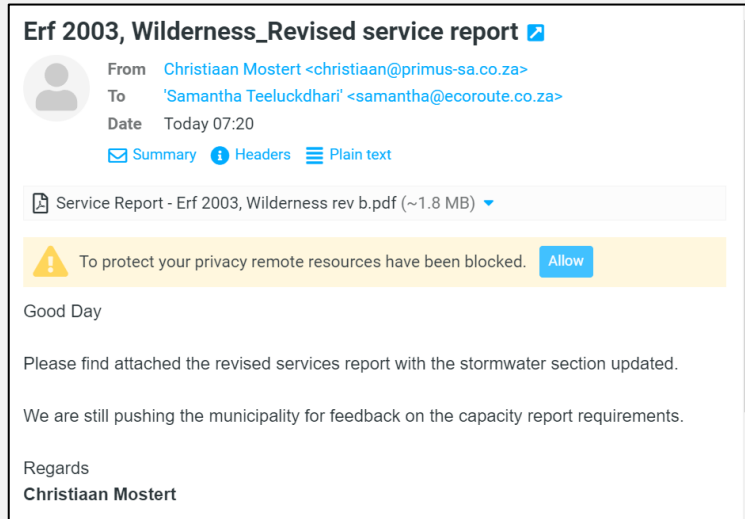 Erf 2003, Wilderness_Revised service report
From Christiaan Mostert <christiaan@primus-sa.co.za>
To 'Samantha Teeluckdhari' <samantha@ecoroute.co.za>
Date Today 07:20
Summary Headers Plain text
Service Report - Erf 2003, Wilderness rev b.pdf (~1.8 MB)
To protect your privacy remote resources have been blocked. Allow
Good Day
Please find attached the revised services report with the stormwater section updated.
We are still pushing the municipality for feedback on the capacity report requirements.
Regards
Christiaan Mostert